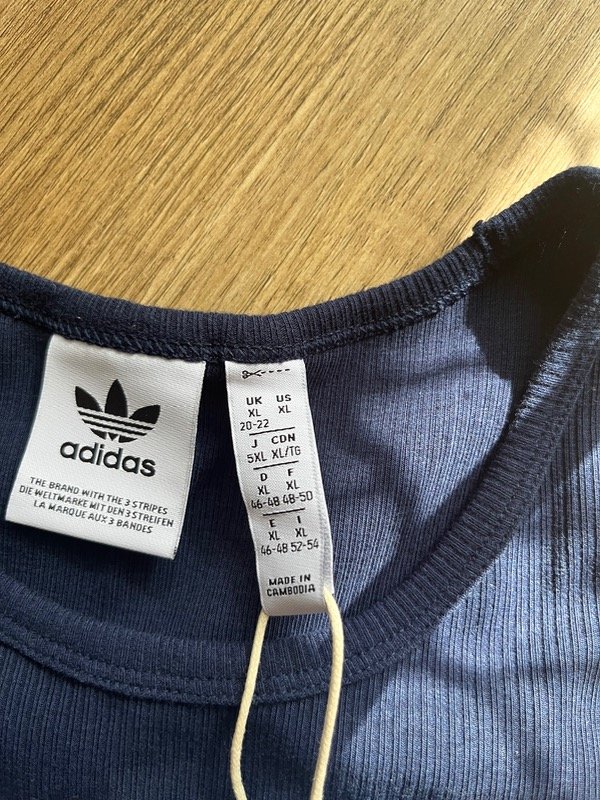 adidas
THE BRAND WITH THE 3 STRIPES
DIE WELTMARKE MIT DEN 3 STREIFEN
LA MARQUE AUX 3 BANDES
UK US
XL XL
20-22
J CDN
5XL XL/TG
D F
XL XL
46-48 48-50
E I
XL XL
46-48 52-54
MADE IN
CAMBODIA